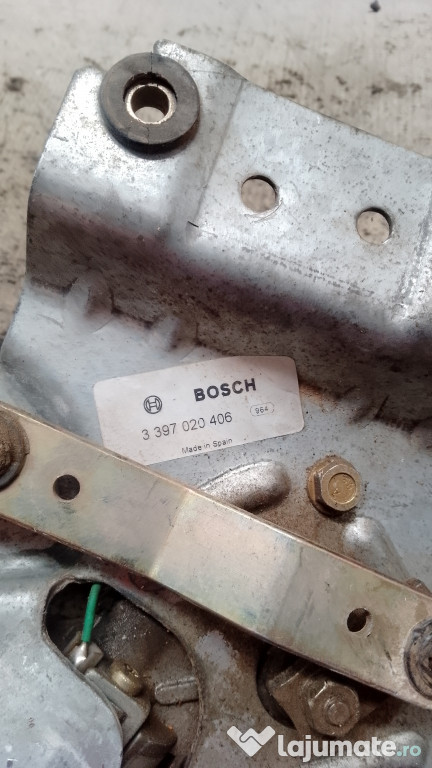 BOSCH
3 397 020 406
964
Made in Spain
lajumate.ro